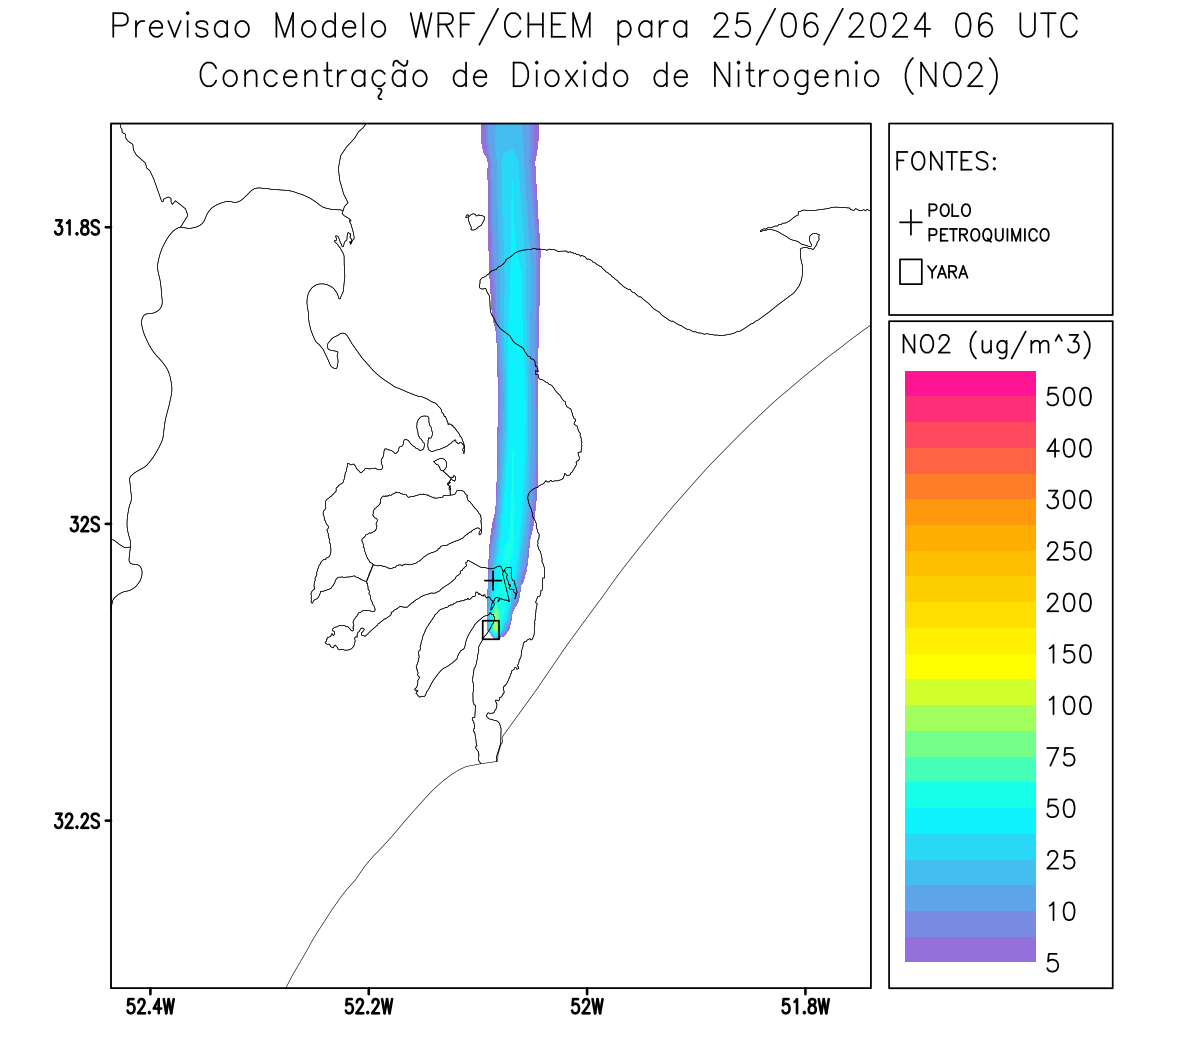 Previsao Modelo WRF/CHEM para 25/06/2024 06 UTC
Concentração de Dioxido de Nitrogenio (NO2)
FONTES:
POLO
PETROQUIMICO
YARA
NO2 (ug/m^3)
500
400
300
250
200
150
100
75
50
25
10
5
31.8S
32S
32.2S
52.4W
52.2W
52W
51.8W